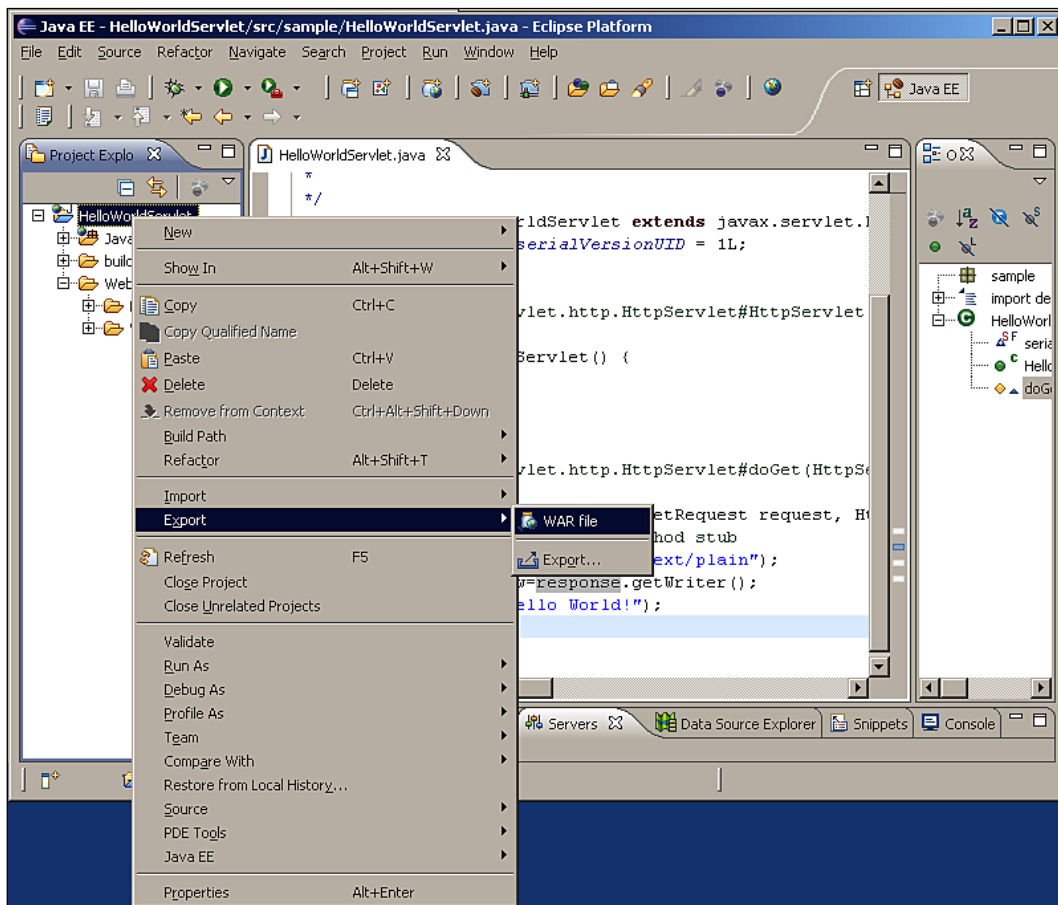 Java EE - HelloWorldServlet/src/sample/HelloWorldServlet.java - Eclipse Platform
File Edit Source Refactor Navigate Search Project Run Window Help
Java EE
Project Explo
HelloWorldServlet.java
HelloWorldServlet
Java
build
Web
*
*/
rldServlet extends javax.servlet.
serialVersionUID = 1L;
vlet.http.HttpServlet#HttpServlet
Servlet() {
vlet.http.HttpServlet#doGet(HttpSe
etRequest request, Ht
hod stub
ext/plain");
w=response.getWriter();
ello World!");
New
Show In Alt+Shift+W
Copy Ctrl+C
Copy Qualified Name
Paste Ctrl+V
Delete Delete
Remove from Context Ctrl+Alt+Shift+Down
Build Path
Refactor Alt+Shift+T
Import
Export
Refresh F5
Close Project
Close Unrelated Projects
Validate
Run As
Debug As
Profile As
Team
Compare With
Restore from Local History...
Source
PDE Tools
Java EE
Properties Alt+Enter
WAR file
Export...
O
sample
import de
HelloWorl
S F
seria
C
Hello
doG
Servers Data Source Explorer Snippets Console